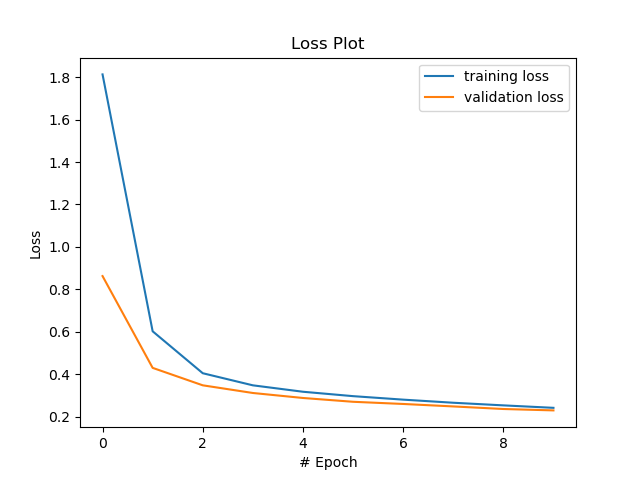 Loss Plot
training loss
validation loss
Loss
1.8
1.6
1.4
1.2
1.0
0.8
0.6
0.4
0.2
0 2 4 6 8
# Epoch